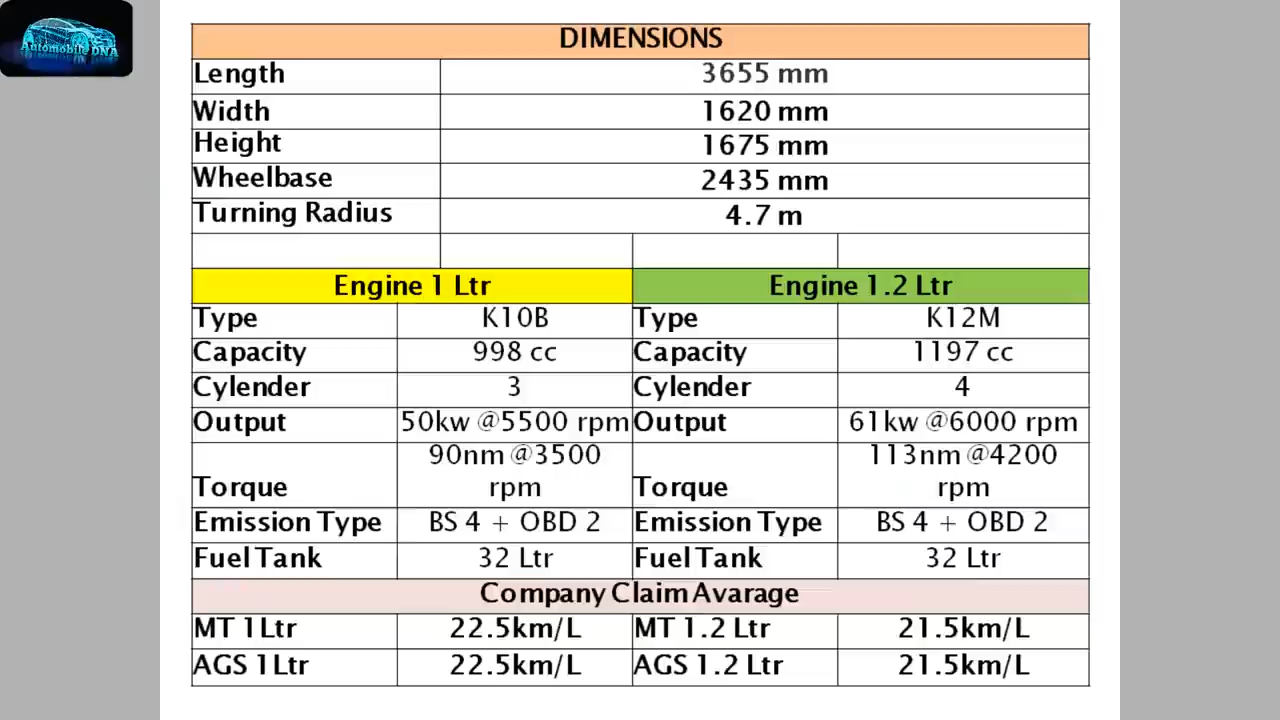 Automobile DNA
DIMENSIONS
Length 3655 mm
Width 1620 mm
Height 1675 mm
Wheelbase 2435 mm
Turning Radius 4.7 m
Engine 1 Ltr Engine 1.2 Ltr
Type K10B Type K12M
Capacity 998 cc Capacity 1197 cc
Cylender 3 Cylender 4
Output 50kw @5500 rpm Output 61kw @6000 rpm
Torque 90nm @3500 rpm Torque 113nm @4200 rpm
Emission Type BS 4 + OBD 2 Emission Type BS 4 + OBD 2
Fuel Tank 32 Ltr Fuel Tank 32 Ltr
Company Claim Avarage
MT 1Ltr 22.5km/L MT 1.2 Ltr 21.5km/L
AGS 1Ltr 22.5km/L AGS 1.2 Ltr 21.5km/L